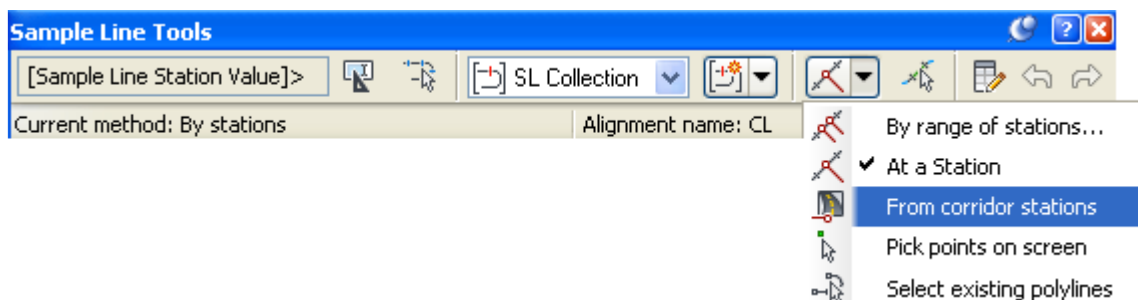 Sample Line Tools
[Sample Line Station Value]>
SL Collection
Current method: By stations
Alignment name: CL
By range of stations...
At a Station
From corridor stations
Pick points on screen
Select existing polylines